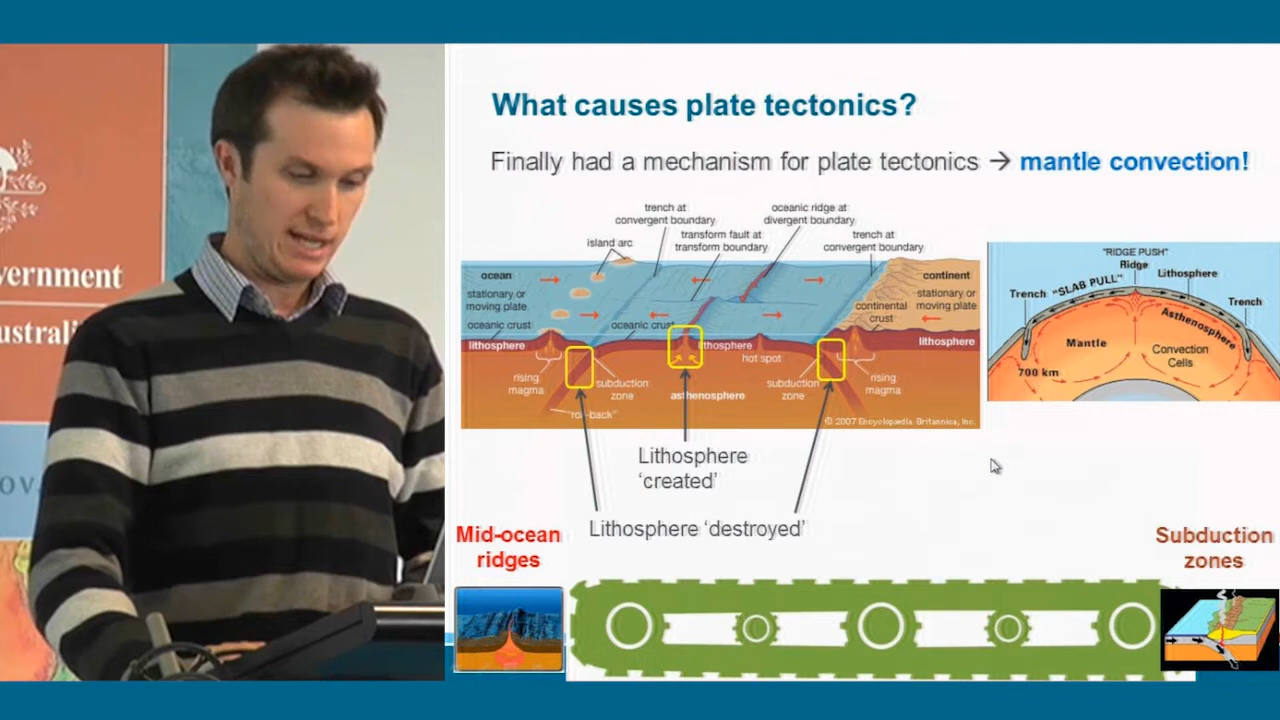 vernment
ustrali
OV
What causes plate tectonics?
Finally had a mechanism for plate tectonics → mantle convection!
trench at
convergent boundary
oceanic ridge at
divergent boundary
island arc
transform fault at
transform boundary
trench at
convergent boundary
ocean
continent
stationary or
moving plate
stationary or
moving plate
continental
crust
oceanic crust
oceanic crust
lithosphere
lithosphere
lithosphere
hot spot
rising
magma
subduction
zone
asthenosphere
subduction
zone
rising
magma
"roll-back"
© 2007 Encyclopædia Britannica, Inc.
"RIDGE PUSH"
Ridge
Lithosphere
"SLAB PULL"
Trench
Trench
Asthenosphere
Mantle
Convection
Cells
700 km
Lithosphere
'created'
Lithosphere 'destroyed'
Mid-ocean
ridges
Subduction
zones